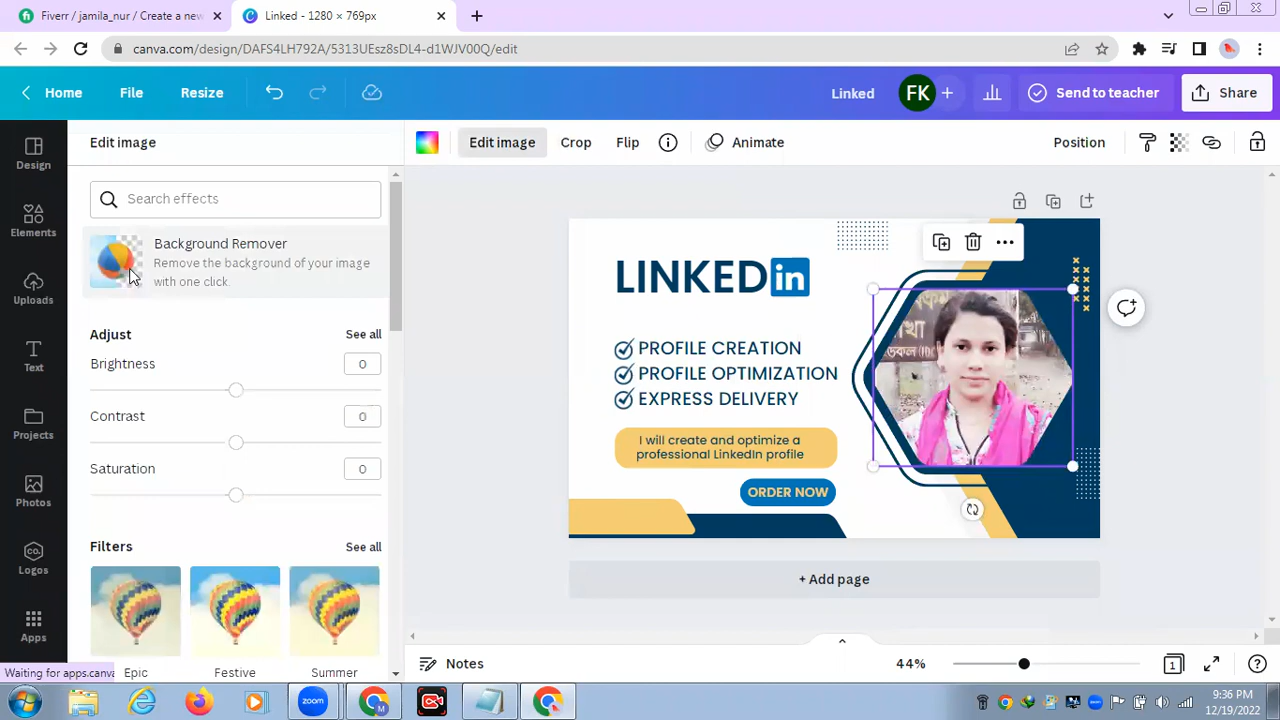 Fiverr / jamila_nur / Create a new
Linked - 1280 × 769px
canva.com/design/DAFS4LH792A/5313UEsz8sDL4-d1WJV00Q/edit
Home
File
Resize
Linked
FK
Send to teacher
Share
Edit image
Edit image
Crop
Flip
Animate
Position
Design
Elements
Uploads
Text
Projects
Photos
CO.
Logos
Apps
Search effects
Background Remover
Remove the background of your image
with one click.
Adjust
See all
Brightness
0
Contrast
0
Saturation
0
Filters
See all
Epic
Festive
Summer
LINKEDin
PROFILE CREATION
PROFILE OPTIMIZATION
EXPRESS DELIVERY
I will create and optimize a
professional LinkedIn profile
ORDER NOW
+ Add page
Notes
44%
1
Waiting for apps.canva
zoom
M
zoom
9:36 PM
12/19/2022